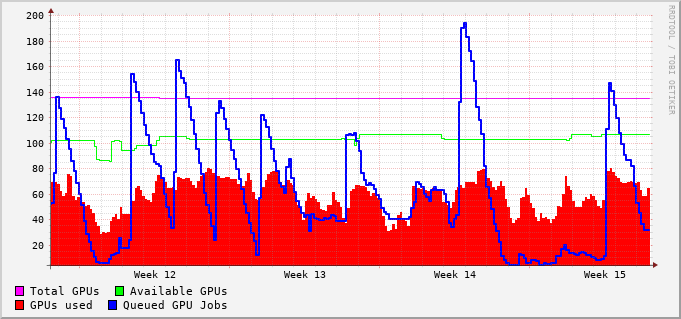 200
180
160
140
120
100
80
60
40
20
Week 12 Week 13 Week 14 Week 15
Total GPUs Available GPUs
GPUs used Queued GPU Jobs
RRDTOOL / TOBI OETIKER